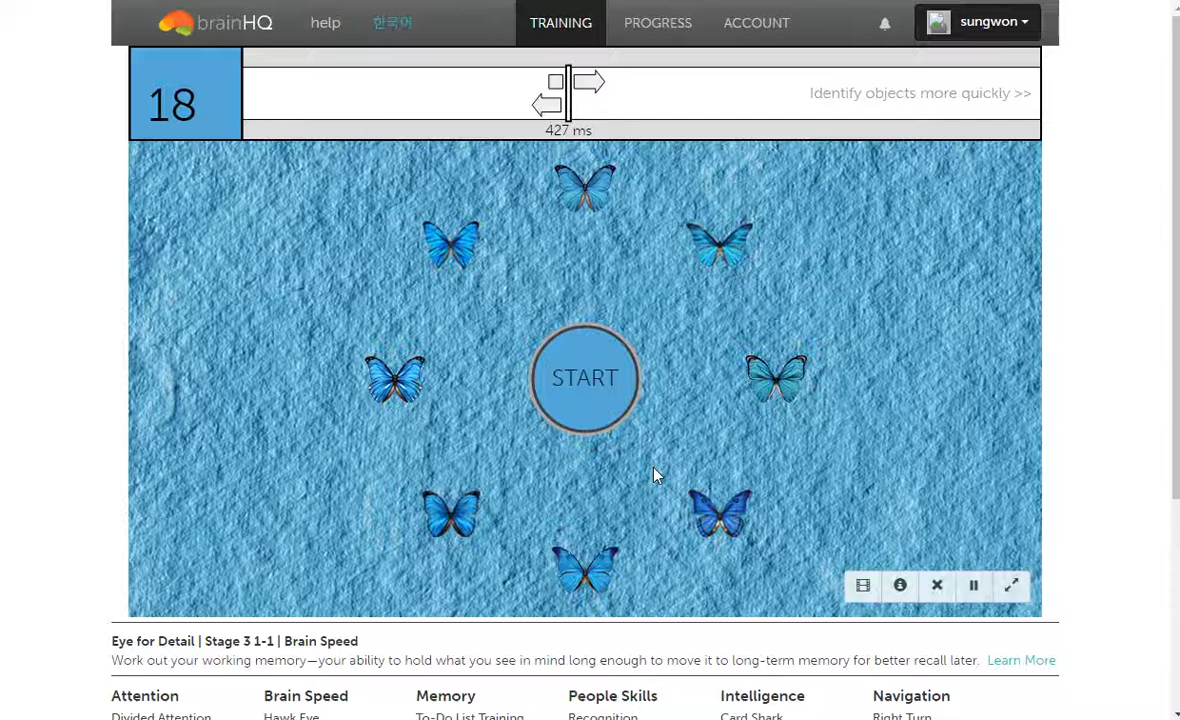 brainHQ help 한국어 TRAINING PROGRESS ACCOUNT sungwon
18
Identify objects more quickly >>
427 ms
START
Eye for Detail | Stage 3 1-1 | Brain Speed
Work out your working memory—your ability to hold what you see in mind long enough to move it to long-term memory for better recall later. Learn More
Attention Brain Speed Memory People Skills Intelligence Navigation
Divided Attention Hawk Eye To-Do List Training Recognition Card Shark Right Turn